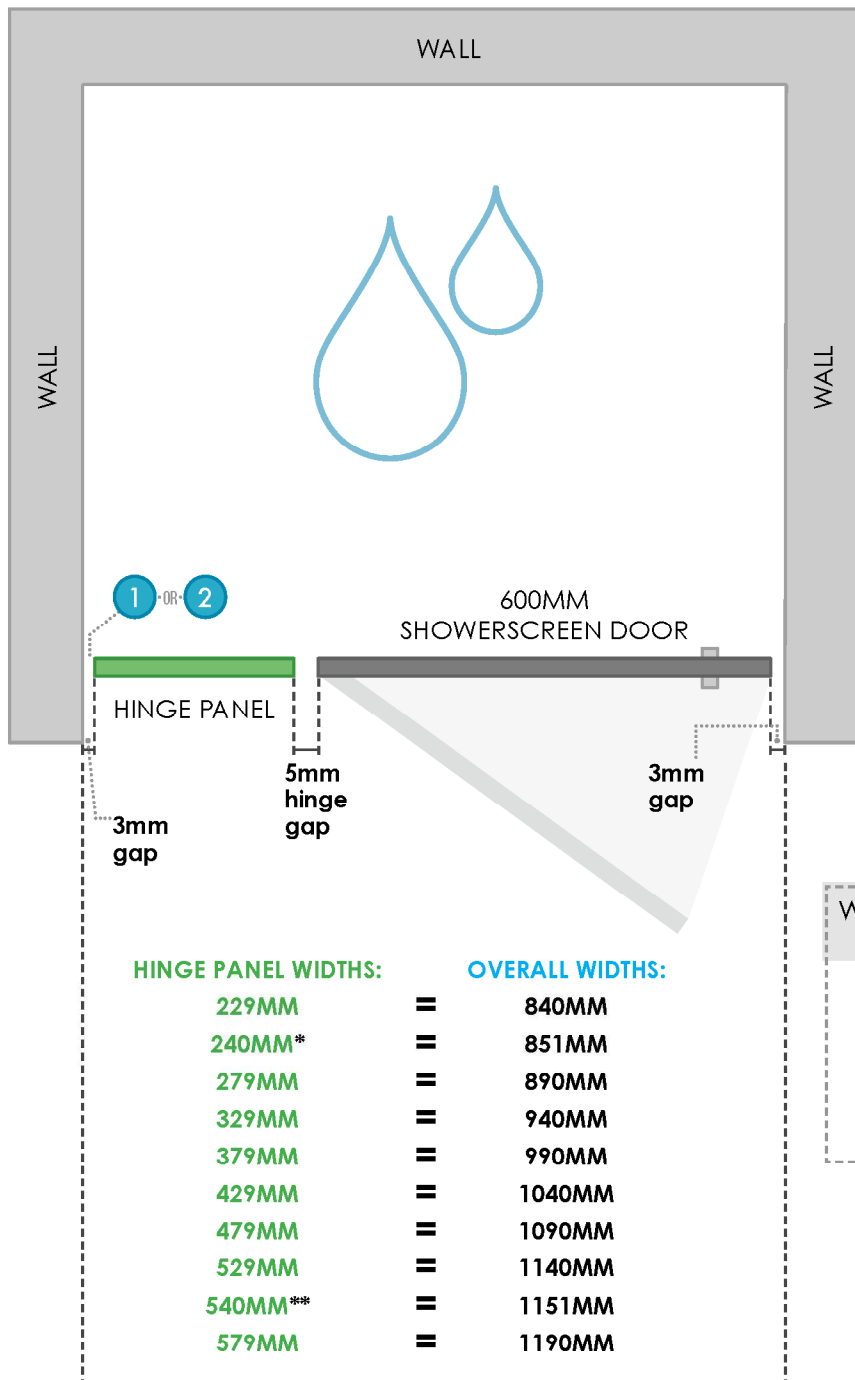 WALL
WALL
WALL
1 OR 2
600MM
SHOWERSCREEN DOOR
HINGE PANEL
5mm
hinge
gap
3mm
gap
3mm
gap
W
HINGE PANEL WIDTHS: OVERALL WIDTHS:
229MM = 840MM
240MM* = 851MM
279MM = 890MM
329MM = 940MM
379MM = 990MM
429MM = 1040MM
479MM = 1090MM
529MM = 1140MM
540MM** = 1151MM
579MM = 1190MM